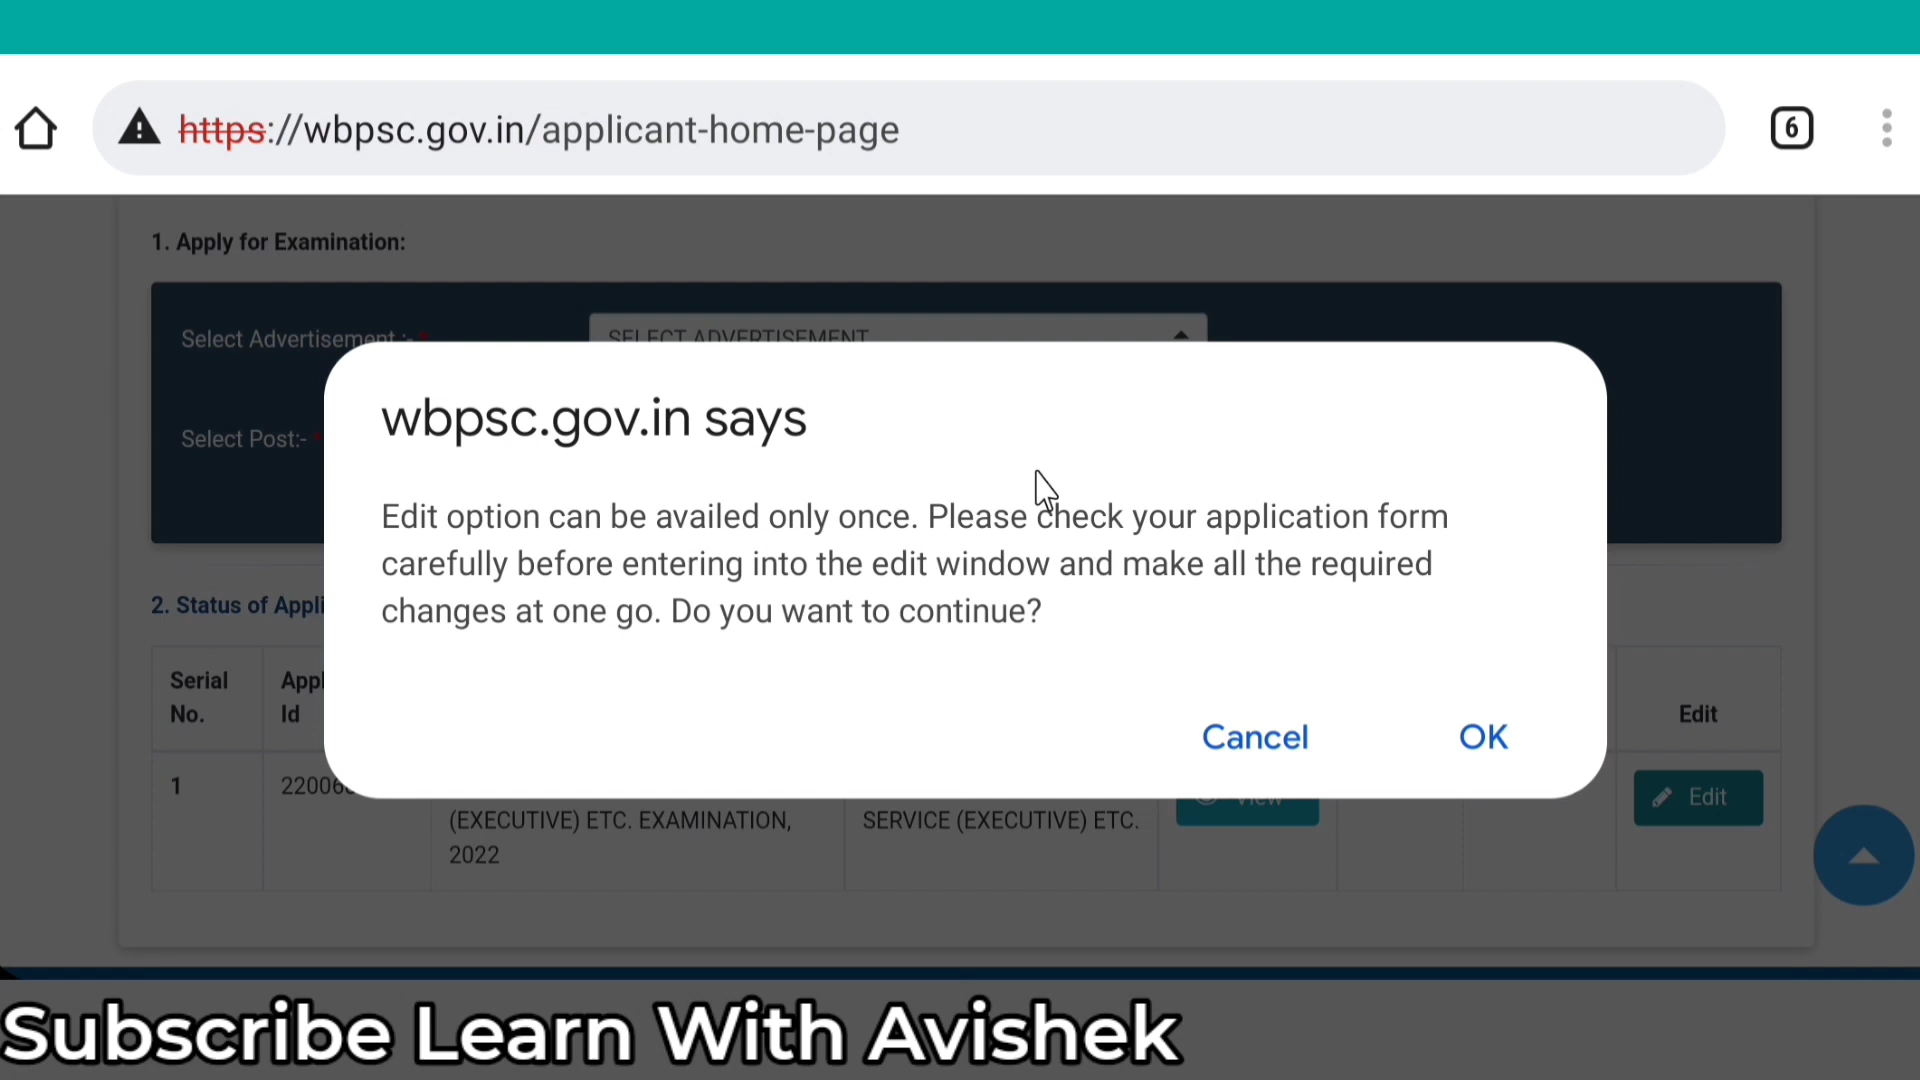 https://wbpsc.gov.in/applicant-home-page
6
1. Apply for Examination:
Select Advertisement :- *
SELECT ADVERTISEMENT
Select Post:- *
wbpsc.gov.in says
Edit option can be availed only once. Please check your application form
carefully before entering into the edit window and make all the required
changes at one go. Do you want to continue?
Cancel
OK
2. Status of
Serial
No.
Id
Edit
1
(EXECUTIVE) ETC. EXAMINATION,
2022
SERVICE (EXECUTIVE) ETC.
View
Edit
Subscribe Learn With Avishek